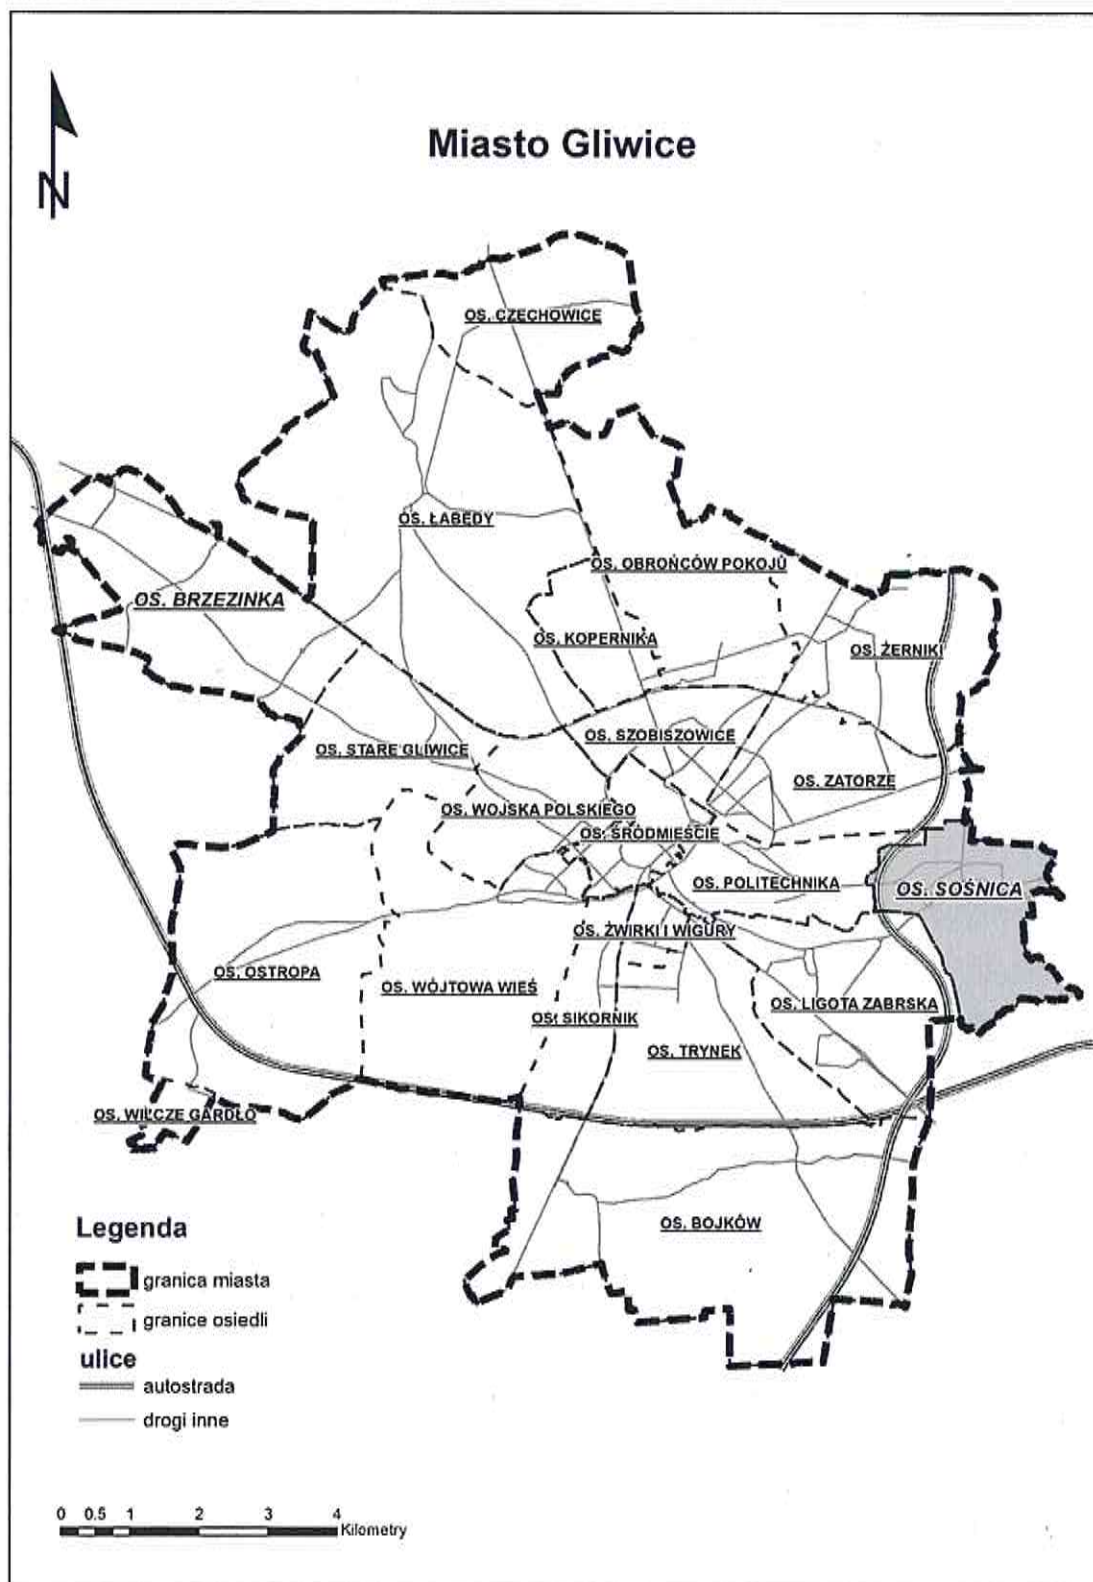 Miasto Gliwice
N
OS. CZECHOWICE
OS. ŁABĘDY
OS. OBROŃCÓW POKOJU
OS. BRZEZINKA
OS. KOPERNIKA
OS. ŻERNIKI
OS. SZOBISZOWICE
OS. STARE GLIWICE
OS. ZATORZE
OS. WOJSKA POLSKIEGO
OS. ŚRÓDMIEŚCIE
OS. POLITECHNIKA
OS. SOŚNICA
OS. ŻWIRKI I WIGURY
OS. OSTROPA
OS. WÓJTOWA WIEŚ
OS. LIGOTA ZABRSKA
OS. SIKORNIK
OS. TRYNEK
OS. WILCZE GARDŁO
OS. BOJKÓW
Legenda
granica miasta
granice osiedli
ulice
autostrada
drogi inne
0 0.5 1 2 3 4
Kilometry